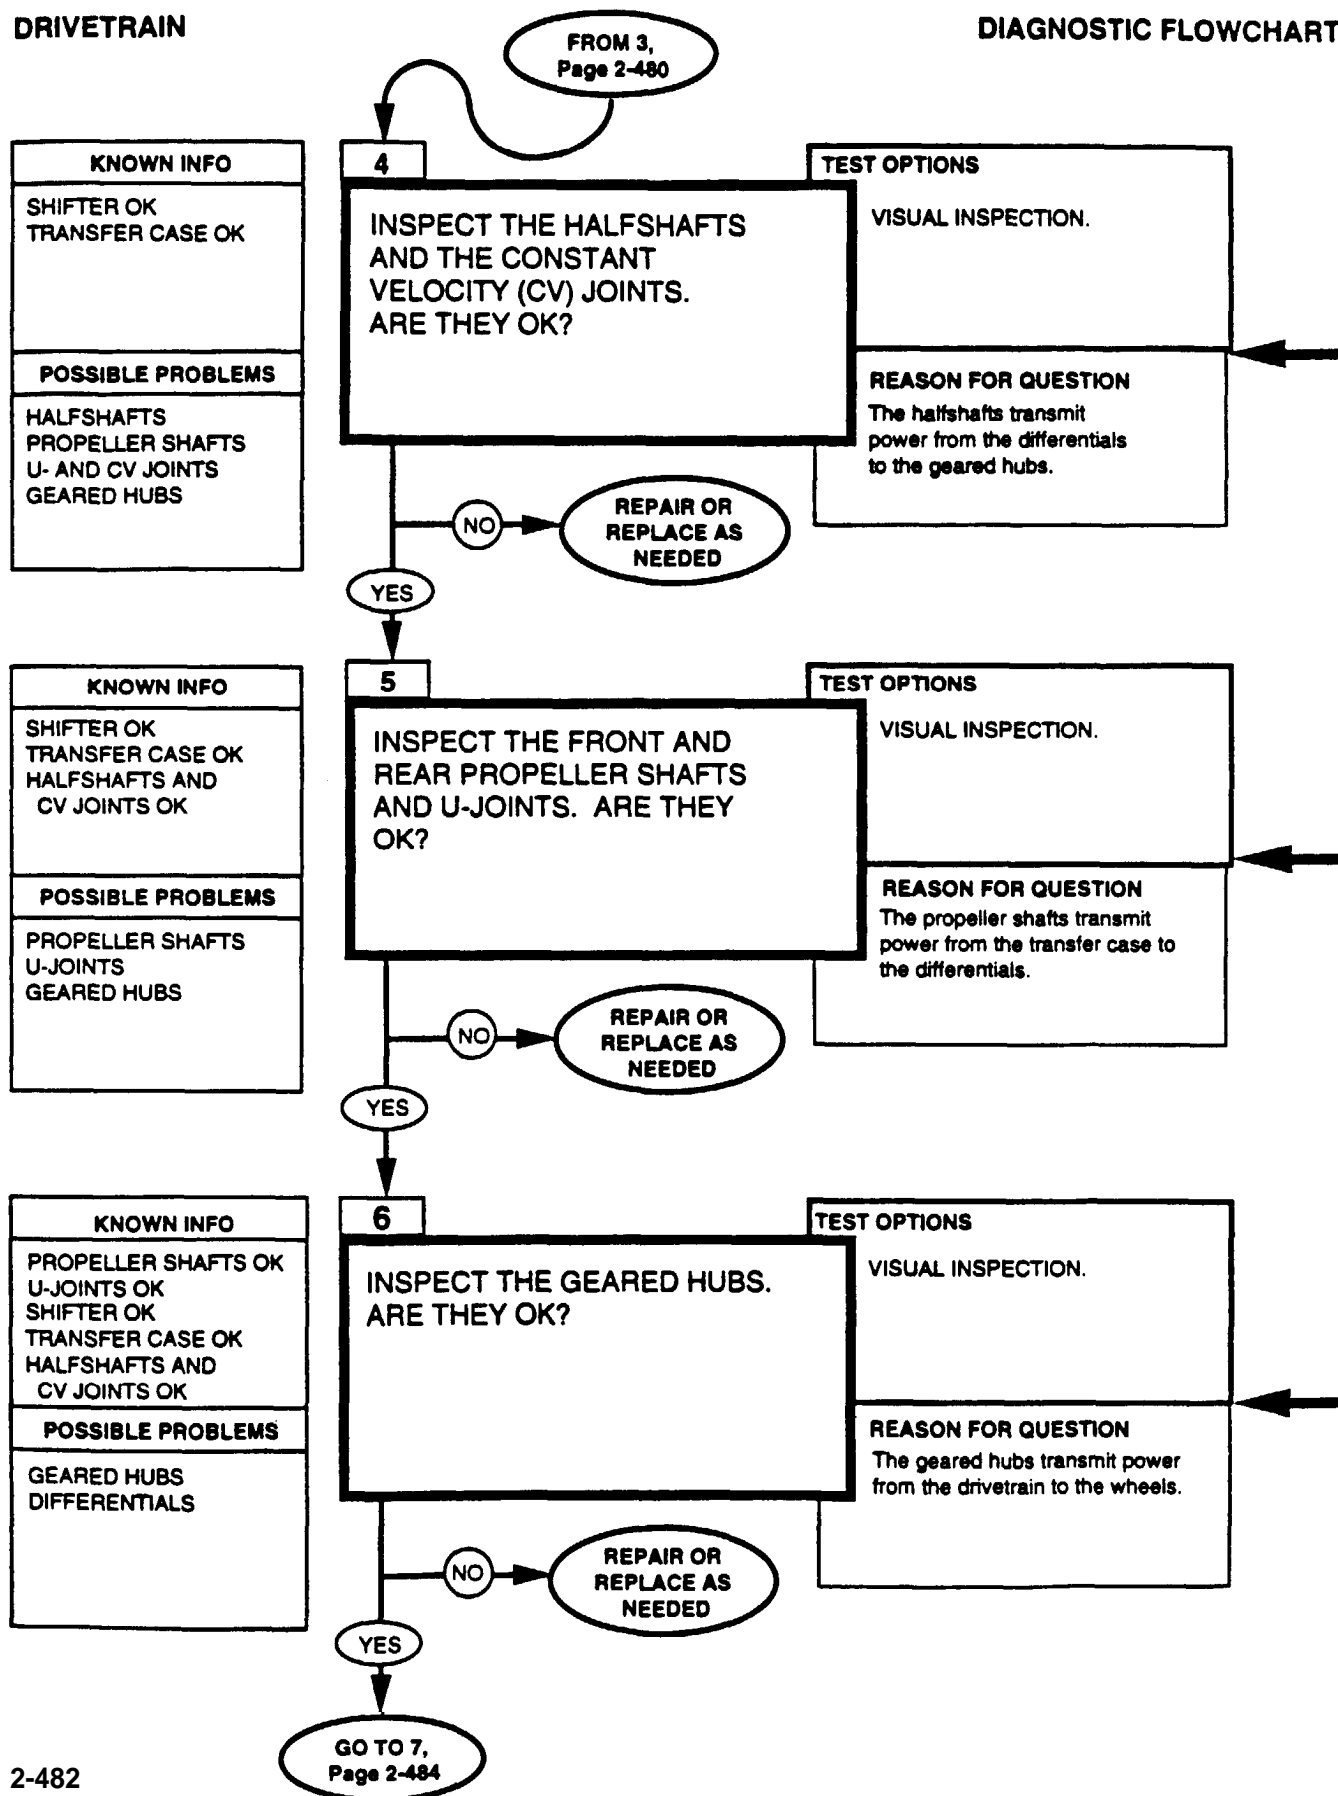 DRIVETRAIN
DIAGNOSTIC FLOWCHART
FROM 3,
Page 2-480
KNOWN INFO
SHIFTER OK
TRANSFER CASE OK
POSSIBLE PROBLEMS
HALFSHAFTS
PROPELLER SHAFTS
U- AND CV JOINTS
GEARED HUBS
4
INSPECT THE HALFSHAFTS
AND THE CONSTANT
VELOCITY (CV) JOINTS.
ARE THEY OK?
TEST OPTIONS
VISUAL INSPECTION.
REASON FOR QUESTION
The halfshafts transmit
power from the differentials
to the geared hubs.
NO
REPAIR OR
REPLACE AS
NEEDED
YES
KNOWN INFO
SHIFTER OK
TRANSFER CASE OK
HALFSHAFTS AND
CV JOINTS OK
POSSIBLE PROBLEMS
PROPELLER SHAFTS
U-JOINTS
GEARED HUBS
5
INSPECT THE FRONT AND
REAR PROPELLER SHAFTS
AND U-JOINTS. ARE THEY
OK?
TEST OPTIONS
VISUAL INSPECTION.
REASON FOR QUESTION
The propeller shafts transmit
power from the transfer case to
the differentials.
NO
REPAIR OR
REPLACE AS
NEEDED
YES
KNOWN INFO
PROPELLER SHAFTS OK
U-JOINTS OK
SHIFTER OK
TRANSFER CASE OK
HALFSHAFTS AND
CV JOINTS OK
POSSIBLE PROBLEMS
GEARED HUBS
DIFFERENTIALS
6
INSPECT THE GEARED HUBS.
ARE THEY OK?
TEST OPTIONS
VISUAL INSPECTION.
REASON FOR QUESTION
The geared hubs transmit power
from the drivetrain to the wheels.
NO
REPAIR OR
REPLACE AS
NEEDED
YES
GO TO 7,
Page 2-484
2-482